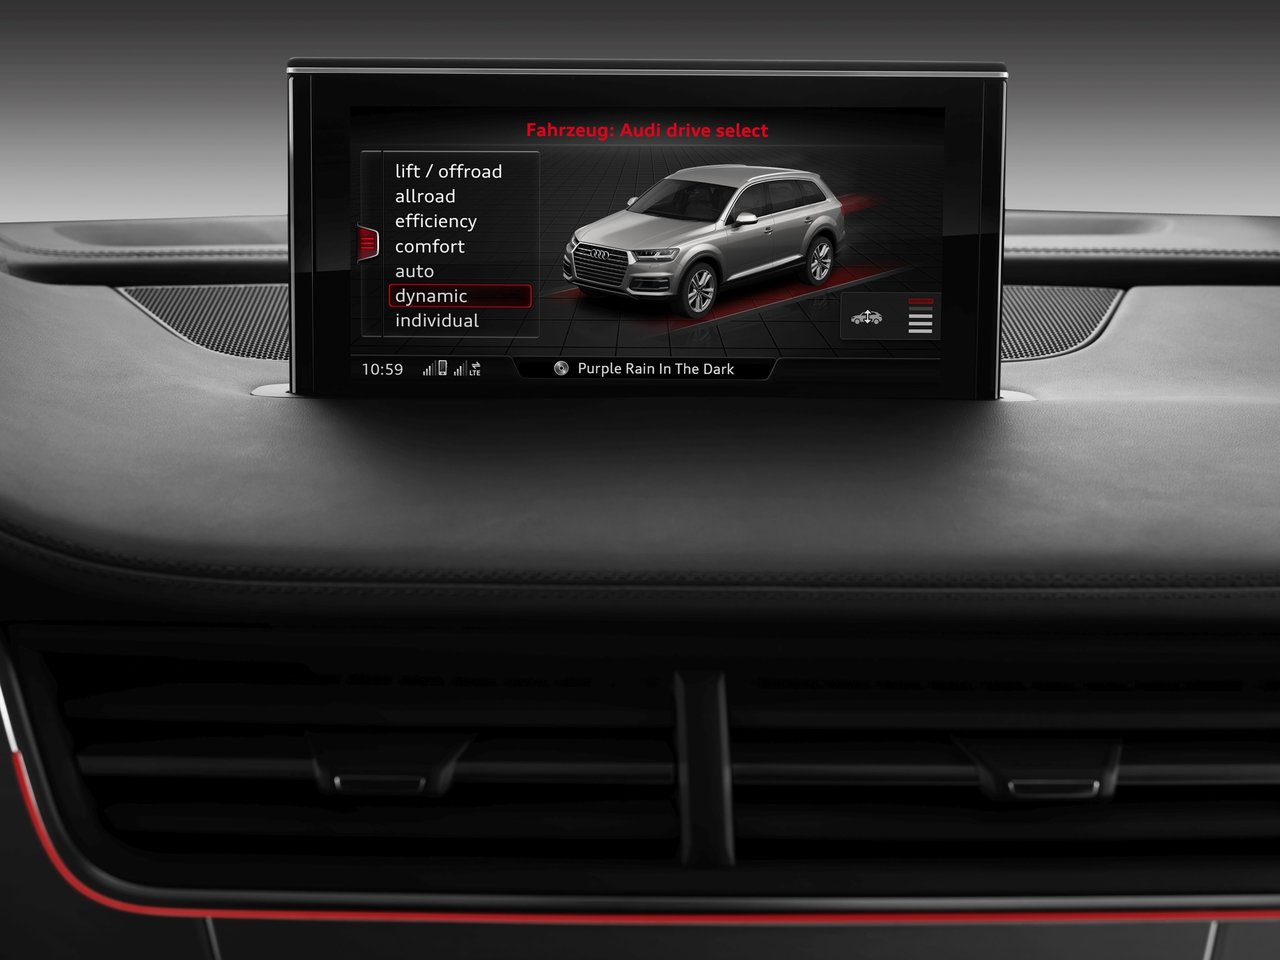 Fahrzeug: Audi drive select
lift / offroad
allroad
efficiency
comfort
auto
dynamic
individual
10:59
LTE
Purple Rain In The Dark